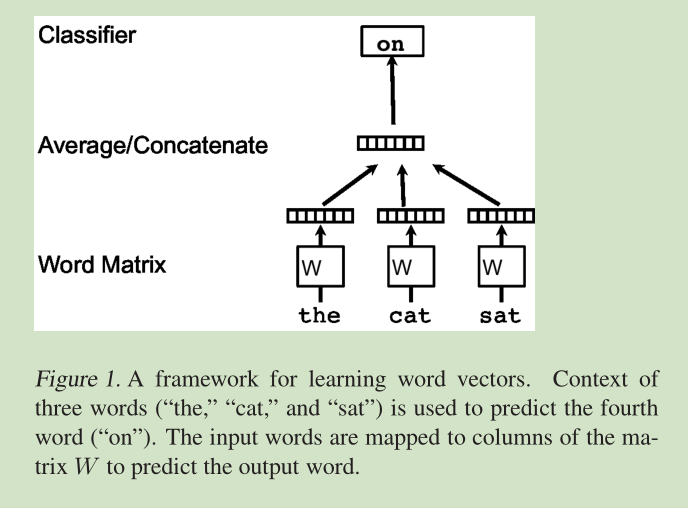 Classifier
on
Average/Concatenate
Word Matrix
W W W
the cat sat
Figure 1. A framework for learning word vectors. Context of
three words (“the,” “cat,” and “sat”) is used to predict the fourth
word (“on”). The input words are mapped to columns of the ma-
trix W to predict the output word.